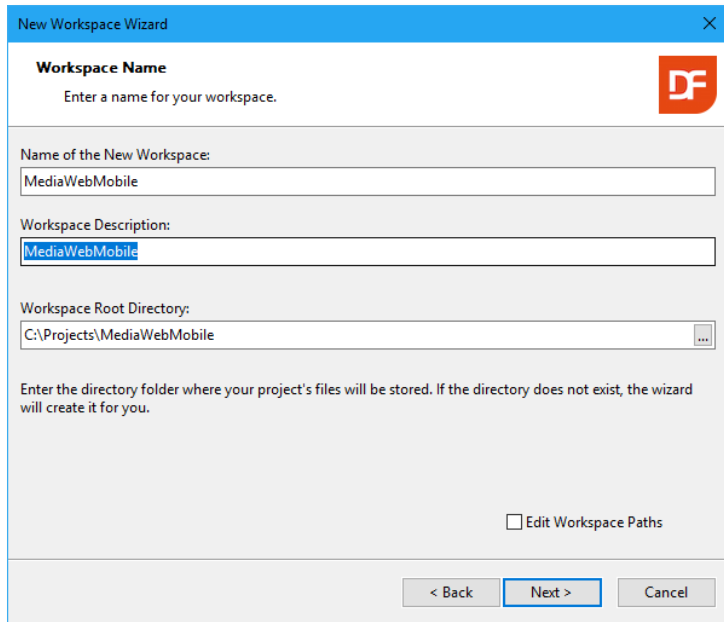 New Workspace Wizard
Workspace Name
Enter a name for your workspace.
DF
Name of the New Workspace:
MediaWebMobile
Workspace Description:
MediaWebMobile
Workspace Root Directory:
C:\Projects\MediaWebMobile
...
Enter the directory folder where your project's files will be stored. If the directory does not exist, the wizard
will create it for you.
Edit Workspace Paths
< Back Next > Cancel